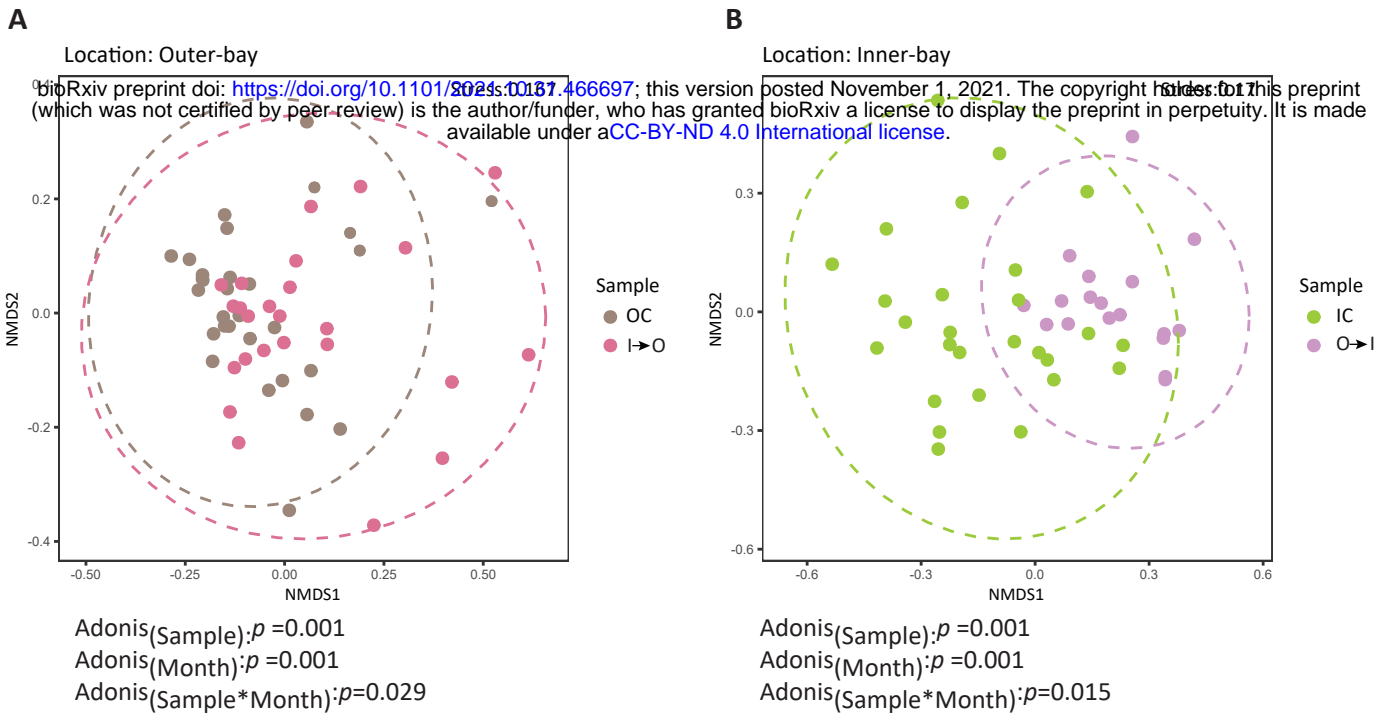 A
B
Location: Outer-bay
Location: Inner-bay
bioRxiv preprint doi: https://doi.org/10.1101/2021.10.31.466697; this version posted November 1, 2021. The copyright holder for this preprint
(which was not certified by peer review) is the author/funder, who has granted bioRxiv a license to display the preprint in perpetuity. It is made
available under aCC-BY-ND 4.0 International license.
0.2
0.0
-0.2
-0.4
NMDS2
-0.50
-0.25
0.00
0.25
0.50
NMDS1
Sample
OC
I→O
0.3
0.0
-0.3
-0.6
NMDS2
-0.6
-0.3
0.0
0.3
0.6
NMDS1
Sample
IC
O→I
Adonis(Sample):p =0.001
Adonis(Month):p =0.001
Adonis(Sample*Month):p=0.029
Adonis(Sample):p =0.001
Adonis(Month):p =0.001
Adonis(Sample*Month):p=0.015